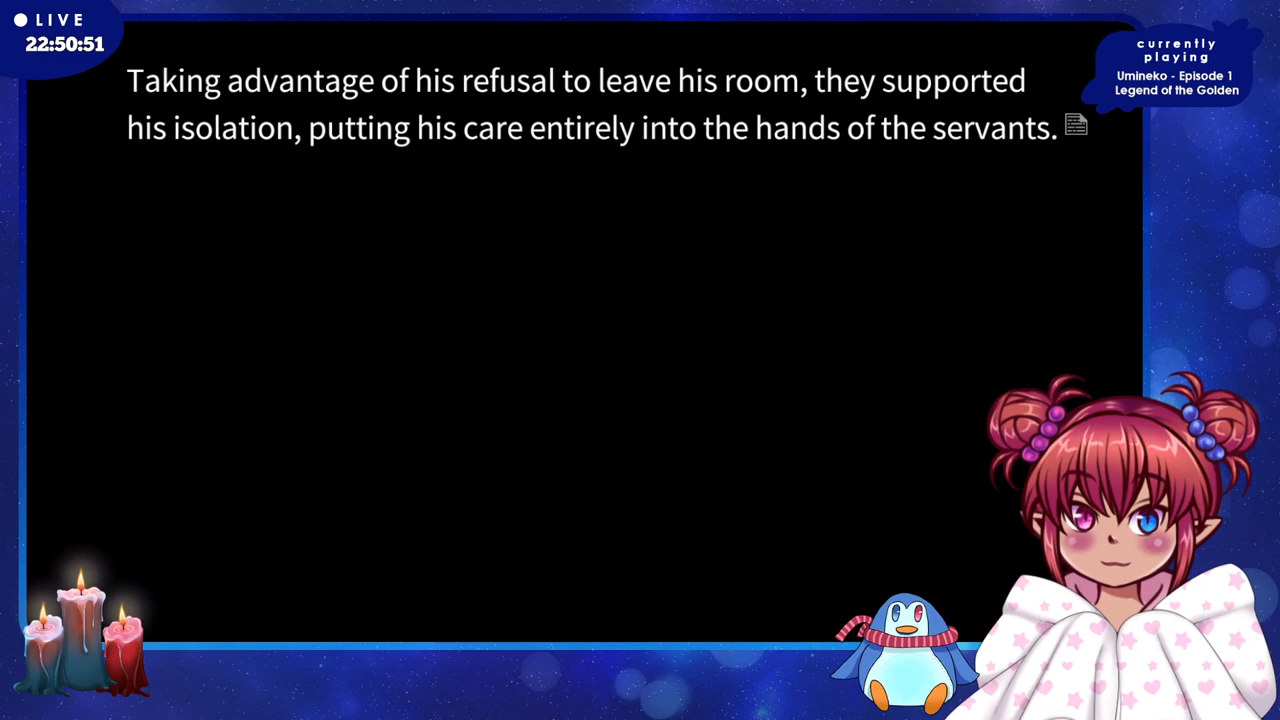 LIVE
22:50:51
Taking advantage of his refusal to leave his room, they supported
his isolation, putting his care entirely into the hands of the servants.
currently
playing
Umineko - Episode 1
Legend of the Golden